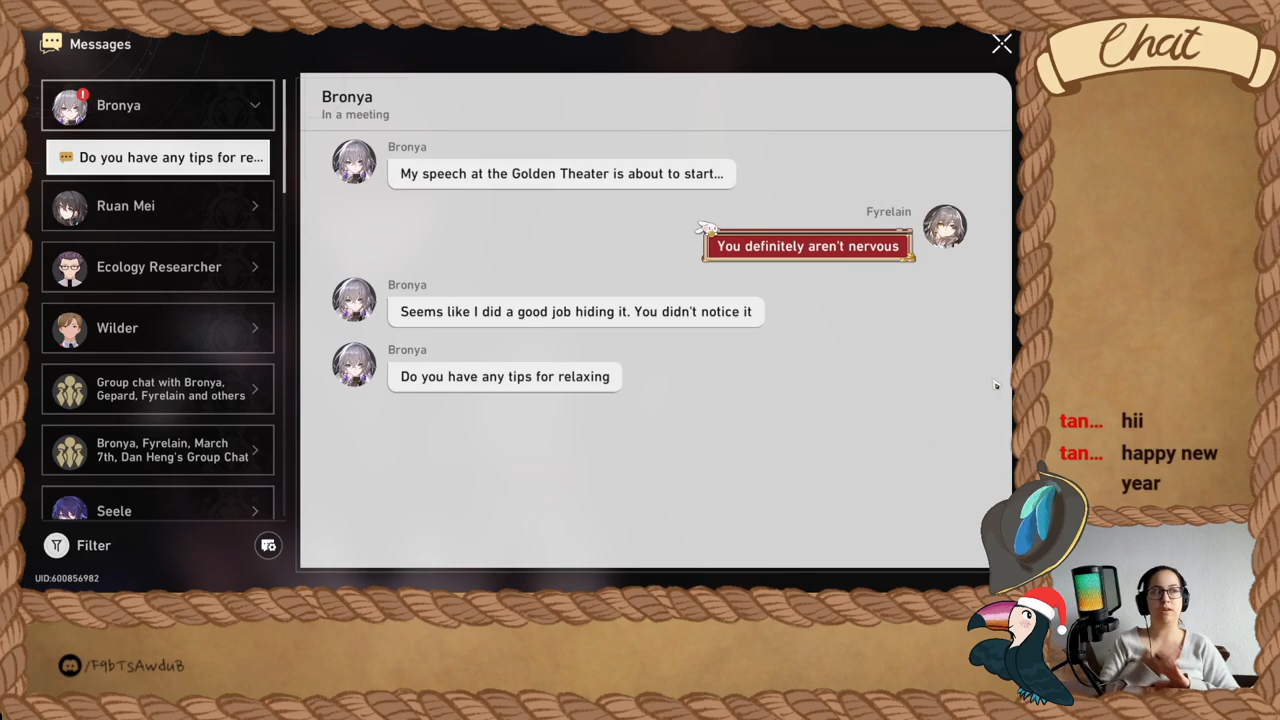 Messages
Bronya
Do you have any tips for re...
Ruan Mei
Ecology Researcher
Wilder
Group chat with Bronya,
Gepard, Fyrelain and others
Bronya, Fyrelain, March
7th, Dan Heng's Group Chat
Seele
Filter
UID:600856982
Bronya
In a meeting
Bronya
My speech at the Golden Theater is about to start...
Fyrelain
You definitely aren't nervous
Bronya
Seems like I did a good job hiding it. You didn't notice it
Bronya
Do you have any tips for relaxing
Chat
tan... hii
tan... happy new
year
/F9bTSAwduB